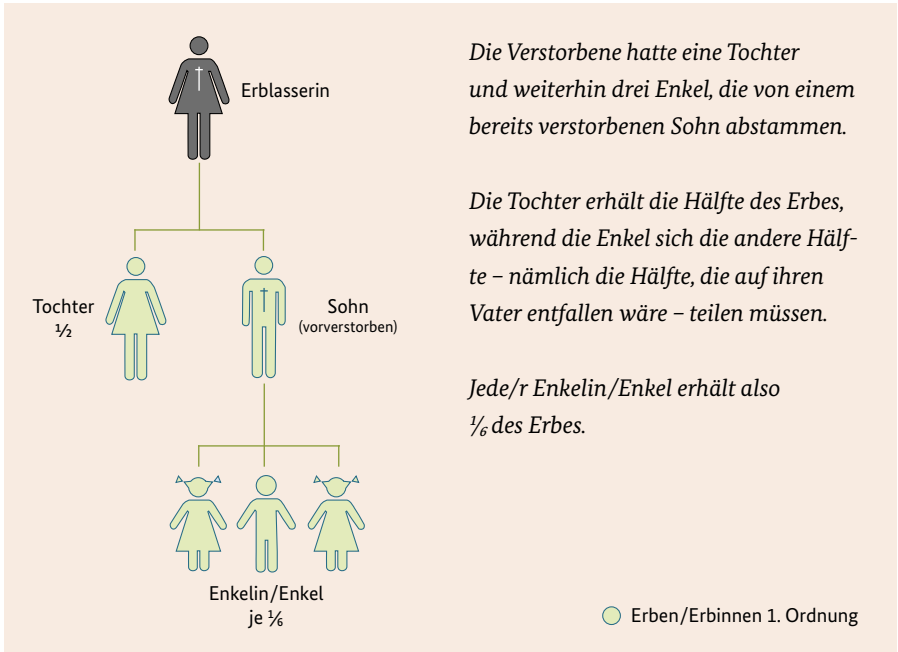 Erblasserin
Tochter
½
Sohn
(vorverstorben)
Enkelin/Enkel
je ⅙
Die Verstorbene hatte eine Tochter
und weiterhin drei Enkel, die von einem
bereits verstorbenen Sohn abstammen.
Die Tochter erhält die Hälfte des Erbes,
während die Enkel sich die andere Hälf-
te – nämlich die Hälfte, die auf ihren
Vater entfallen wäre – teilen müssen.
Jede/r Enkelin/Enkel erhält also
⅙ des Erbes.
Erben/Erbinnen 1. Ordnung